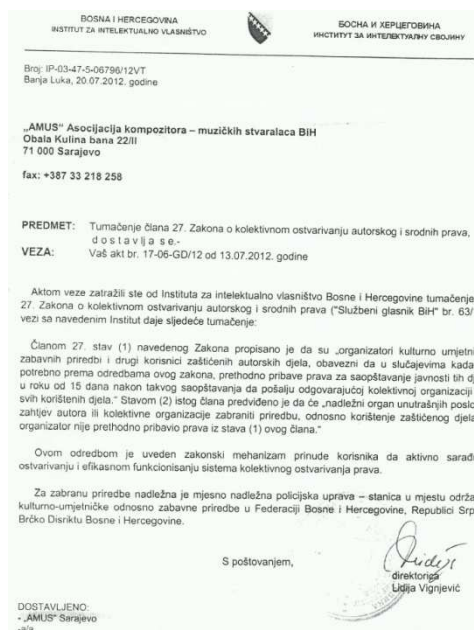 BOSNA I HERCEGOVINA
INSTITUT ZA INTELEKTUALNO VLASNIŠTVO
БОСНА И ХЕРЦЕГОВИНА
ИНСТИТУТ ЗА ИНТЕЛЕКТУАЛНУ СВОЈИНУ
Broj: IP-03-47-5-06796/12VT
Banja Luka, 20.07.2012. godine
„AMUS" Asocijacija kompozitora – muzičkih stvaralaca BiH
Obala Kulina bana 22/II
71 000 Sarajevo
fax: +387 33 218 258
PREDMET: Tumačenje člana 27. Zakona o kolektivnom ostvarivanju autorskog i srodnih prava,
d o s t a v lj a se.-
VEZA: Vaš akt br. 17-06-GD/12 od 13.07.2012. godine
Aktom veze zatražili ste od Instituta za intelektualno vlasništvo Bosne i Hercegovine tumačenje
27. Zakona o kolektivnom ostvarivanju autorskog i srodnih prava ("Službeni glasnik BiH" br. 63/
vezi sa navedenim Institut daje sljedeće tumačenje:
Članom 27. stav (1) navedenog Zakona propisano je da su „organizatori kulturno umjetni
zabavnih priredbi i drugi korisnici zaštićenih autorskih djela, obavezni da u slučajevima kada
potrebno prema odredbama ovog zakona, prethodno pribave prava za saopštavanje javnosti tih dj
u roku od 15 dana nakon takvog saopštavanja da pošalju odgovarajućoj kolektivnoj organizaciji
svih korištenih djela." Stavom (2) istog člana predviđeno je da će „nadležni organ unutrašnjih poslo
zahtjev autora ili kolektivne organizacije zabraniti priredbu, odnosno korištenje zaštićenog djela
organizator nije prethodno pribavio prava iz stava (1) ovog člana."
Ovom odredbom je uveden zakonski mehanizam prinude korisnika da aktivno sarađ
ostvarivanju i efikasnom funkcionisanju sistema kolektivnog ostvarivanja prava.
Za zabranu priredbe nadležna je mjesno nadležna policijska uprava – stanica u mjestu održa
kulturno-umjetničke odnosno zabavne priredbe u Federaciji Bosne i Hercegovine, Republici Srp
Brčko Disriktu Bosne i Hercegovine.
S poštovanjem,
direktorica
Lidija Vignjević
DOSTAVLJENO:
- „AMUS" Sarajevo
-a/a